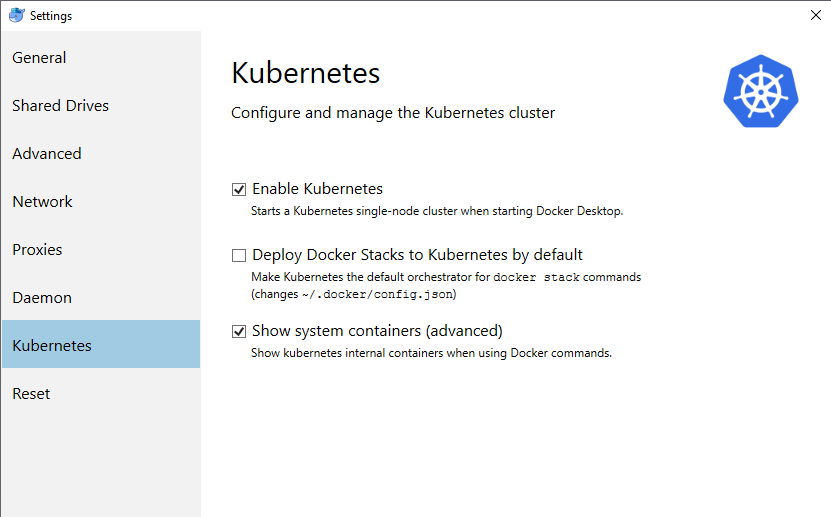 Settings
General
Shared Drives
Advanced
Network
Proxies
Daemon
Kubernetes
Reset
Kubernetes
Configure and manage the Kubernetes cluster
Enable Kubernetes
Starts a Kubernetes single-node cluster when starting Docker Desktop.
Deploy Docker Stacks to Kubernetes by default
Make Kubernetes the default orchestrator for docker stack commands
(changes ~/.docker/config.json)
Show system containers (advanced)
Show kubernetes internal containers when using Docker commands.